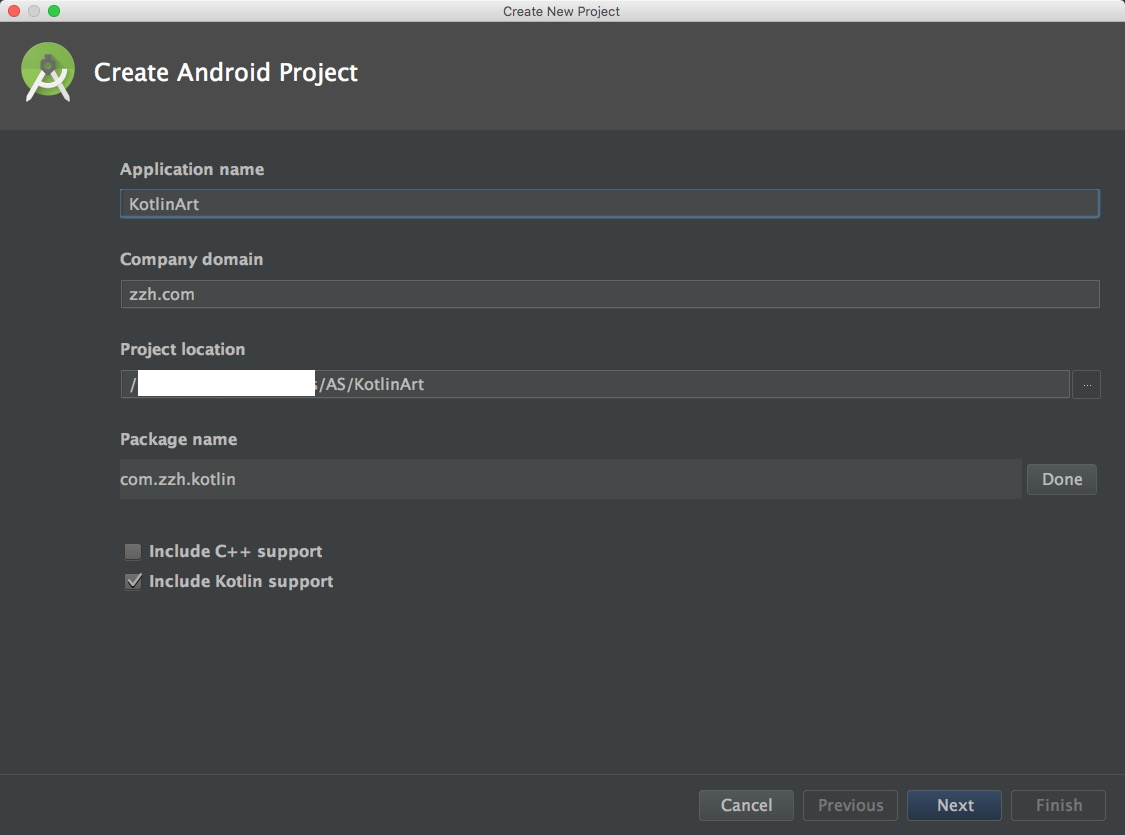 Create New Project
Create Android Project
Application name
KotlinArt
Company domain
zzh.com
Project location
/ /AS/KotlinArt
...
Package name
com.zzh.kotlin
Done
Include C++ support
Include Kotlin support
Cancel
Previous
Next
Finish